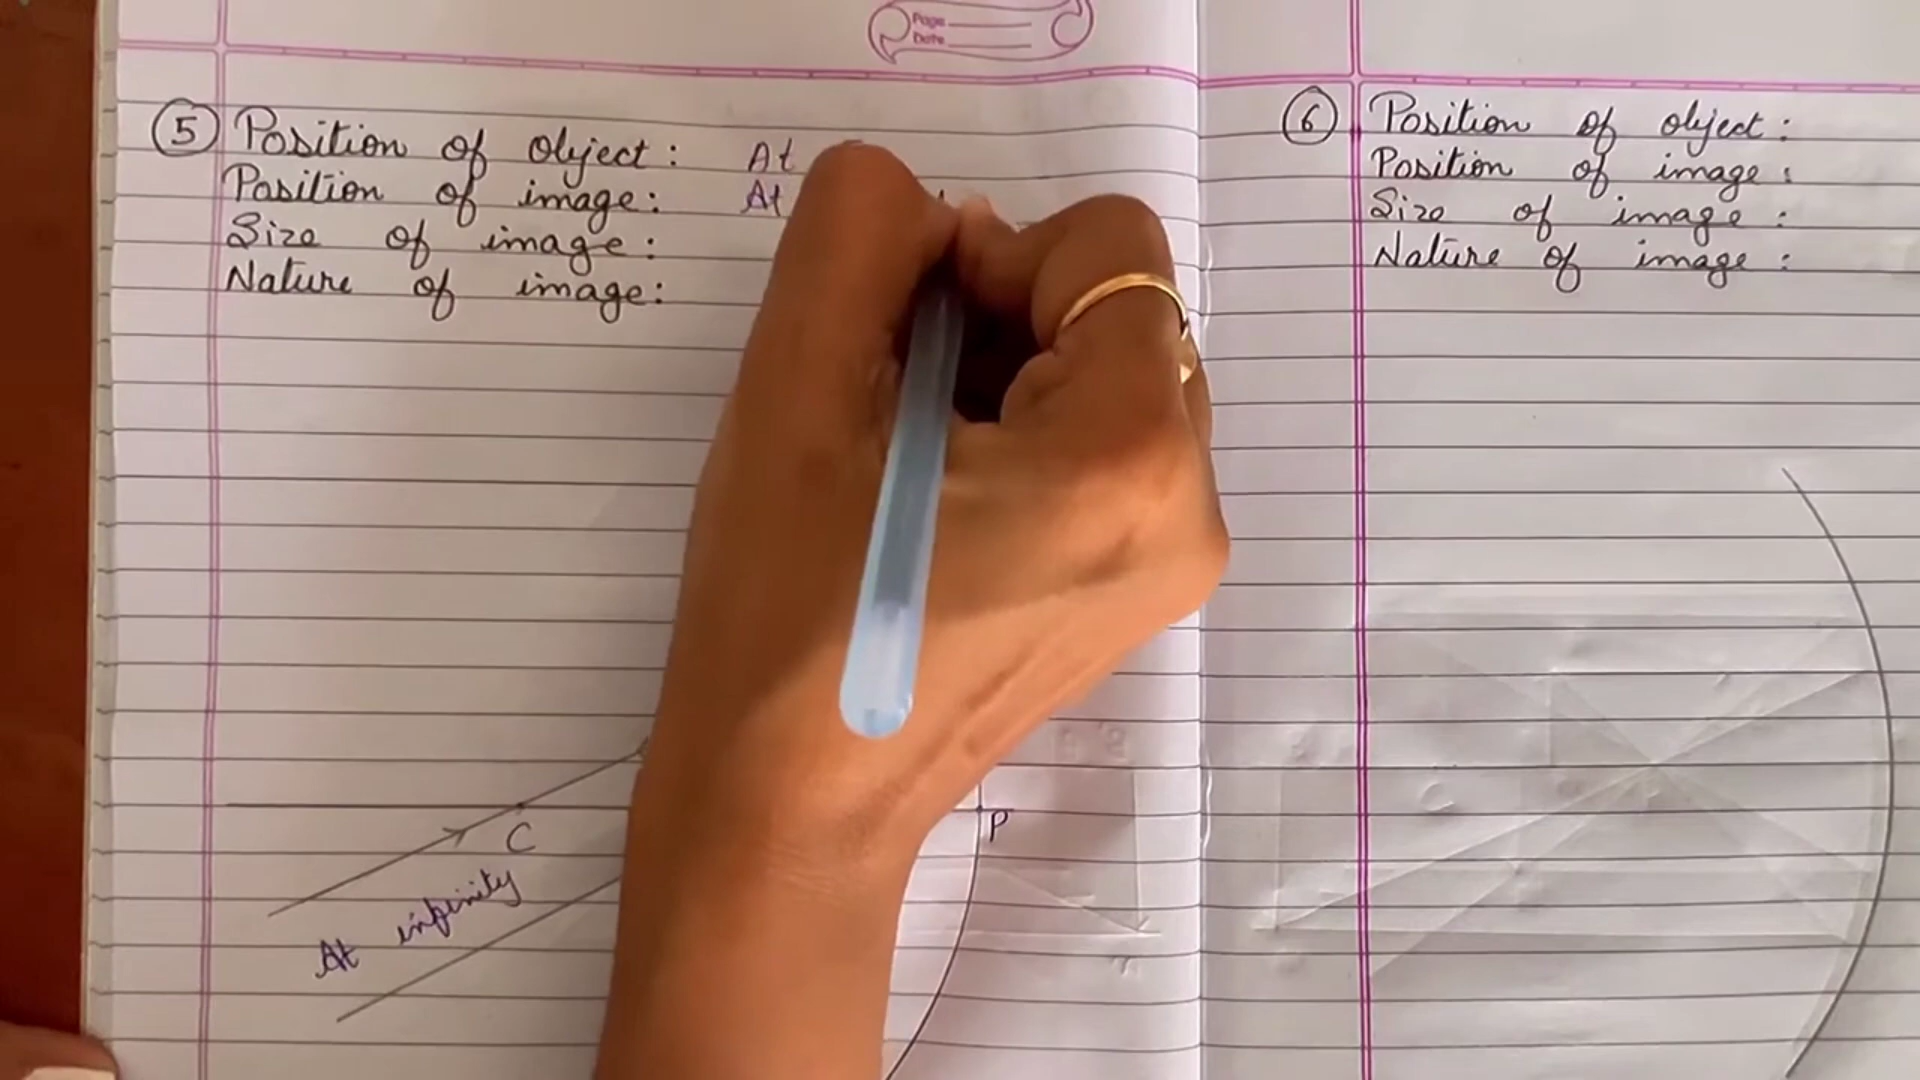 Page
Date
5 Position of object: At
Position of image: At
Size of image:
Nature of image:
C
P
At infinity
6 Position of object:
Position of image:
Size of image:
Nature of image: